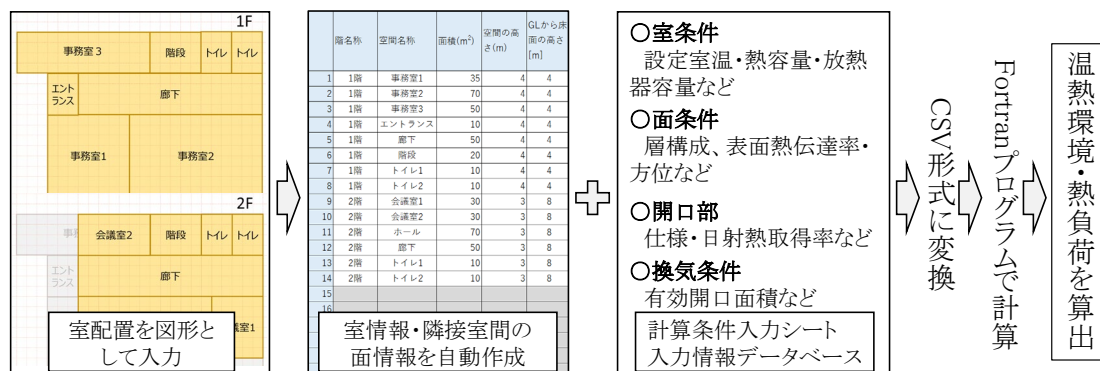 1F
事務室3 階段 トイレ トイレ
エント
ランス
廊下
事務室1 事務室2
2F
事 会議室2 階段 トイレ トイレ
エント
ランス
廊下
議室1
室配置を図形と
して入力
階名称 空間名称 面積(m²) 空間の高さ(m) GLから床面の高さ[m]
1 1階 事務室1 35 4 4
2 1階 事務室2 70 4 4
3 1階 事務室3 50 4 4
4 1階 エントランス 10 4 4
5 1階 廊下 50 4 4
6 1階 階段 20 4 4
7 1階 トイレ1 10 4 4
8 1階 トイレ2 10 4 4
9 2階 会議室1 30 3 8
10 2階 会議室2 30 3 8
11 2階 ホール 70 3 8
12 2階 廊下 50 3 8
13 2階 トイレ1 10 3 8
14 2階 トイレ2 10 3 8
15
16
室情報・隣接室間の
面情報を自動作成
○室条件
設定室温・熱容量・放熱
器容量など
○面条件
層構成、表面熱伝達率・
方位など
○開口部
仕様・日射熱取得率など
○換気条件
有効開口面積など
計算条件入力シート
入力情報データベース
CSV形式に変換
Fortranプログラムで計算
温熱環境・熱負荷を算出